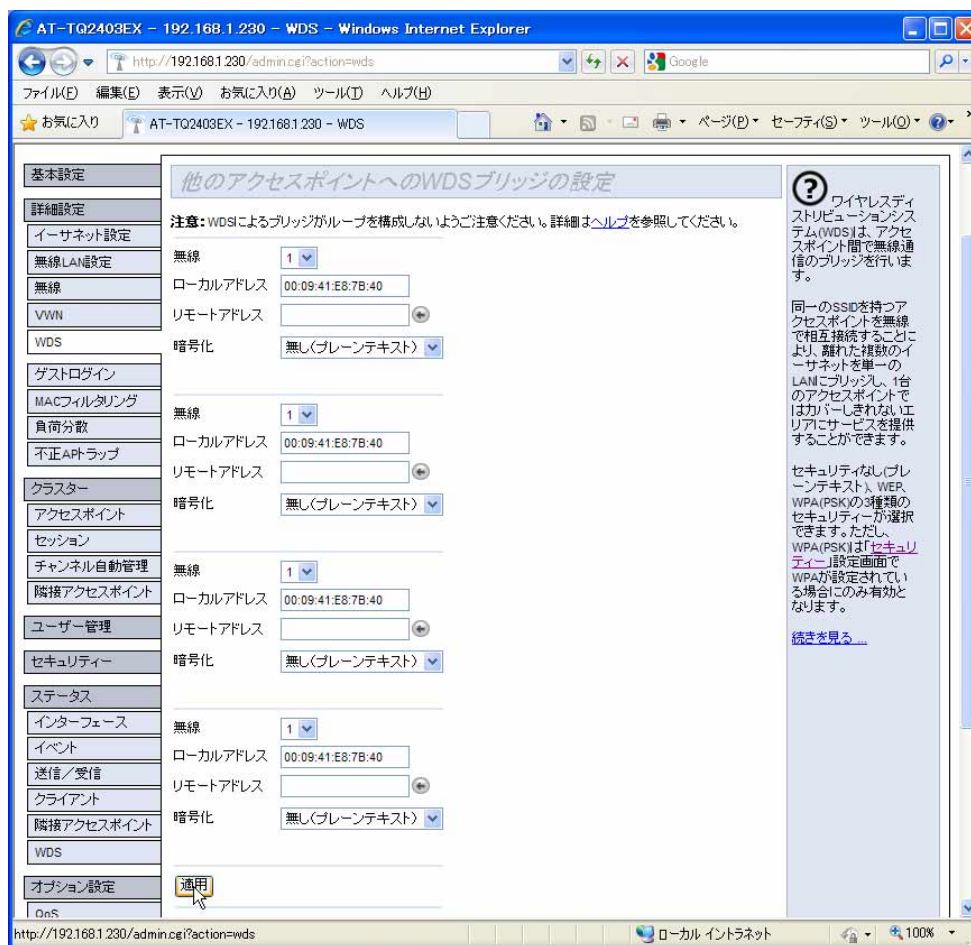 AT-TQ2403EX - 192.168.1.230 - WDS - Windows Internet Explorer
http://192.168.1.230/admin.cgi?action=wds
Google
ファイル(F) 編集(E) 表示(V) お気に入り(A) ツール(T) ヘルプ(H)
お気に入り
AT-TQ2403EX - 192.168.1.230 - WDS
ページ(P) セーフティ(S) ツール(O)
基本設定
詳細設定
イーサネット設定
無線LAN設定
無線
VWN
WDS
ゲストログイン
MACフィルタリング
負荷分散
不正APトラップ
クラスター
アクセスポイント
セッション
チャンネル自動管理
隣接アクセスポイント
ユーザー管理
セキュリティー
ステータス
インターフェース
イベント
送信/受信
クライアント
隣接アクセスポイント
WDS
オプション設定
QoS
他のアクセスポイントへのWDSブリッジの設定
注意:WDSによるブリッジがループを構成しないようご注意ください。詳細はヘルプを参照してください。
無線 1
ローカルアドレス 00:09:41:E8:7B:40
リモートアドレス
暗号化 無し(プレーンテキスト)
無線 1
ローカルアドレス 00:09:41:E8:7B:40
リモートアドレス
暗号化 無し(プレーンテキスト)
無線 1
ローカルアドレス 00:09:41:E8:7B:40
リモートアドレス
暗号化 無し(プレーンテキスト)
無線 1
ローカルアドレス 00:09:41:E8:7B:40
リモートアドレス
暗号化 無し(プレーンテキスト)
適用
?
ワイヤレスディ
ストリビューションシス
テム(WDS)は、アクセ
スポイント間で無線通
信のブリッジを行いま
す。
同一のSSIDを持つア
クセスポイントを無線
で相互接続することに
より、離れた複数のイ
ーサネットを単一の
LANにブリッジし、1台
のアクセスポイントで
はカバーしきれないエ
リアにサービスを提供
することができます。
セキュリティなし(プレ
ーンテキスト)、WEP、
WPA(PSK)の3種類の
セキュリティーが選択
できます。ただし、
WPA(PSK)は「セキュリ
ティー」設定画面で
WPAが設定されてい
る場合にのみ有効と
なります。
続きを見る ...
http://192.168.1.230/admin.cgi?action=wds
ローカル イントラネット
100%